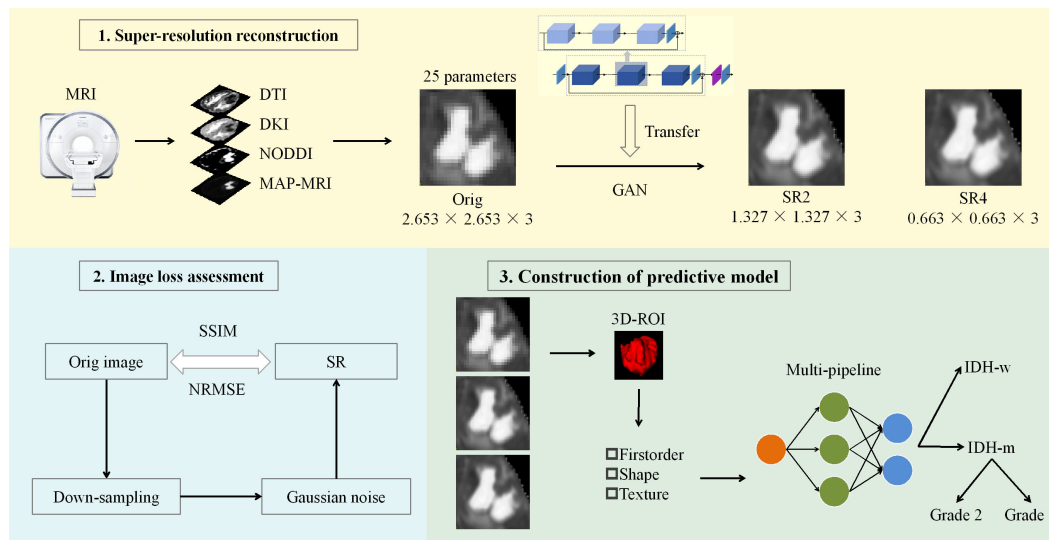 1. Super-resolution reconstruction
MRI
DTI
DKI
NODDI
MAP-MRI
25 parameters
Orig
2.653 × 2.653 × 3
Transfer
GAN
SR2
1.327 × 1.327 × 3
SR4
0.663 × 0.663 × 3
2. Image loss assessment
SSIM
Orig image
SR
NRMSE
Down-sampling
Gaussian noise
3. Construction of predictive model
3D-ROI
Firstorder
Shape
Texture
Multi-pipeline
IDH-w
IDH-m
Grade 2
Grade